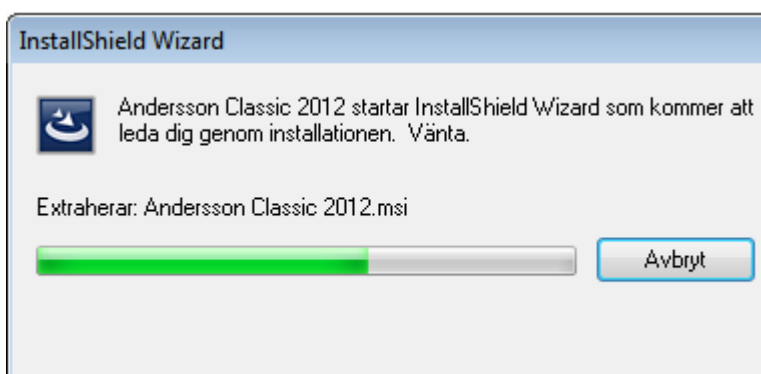 InstallShield Wizard
Andersson Classic 2012 startar InstallShield Wizard som kommer att
leda dig genom installationen.  Vänta.
Extraherar: Andersson Classic 2012.msi
Avbryt